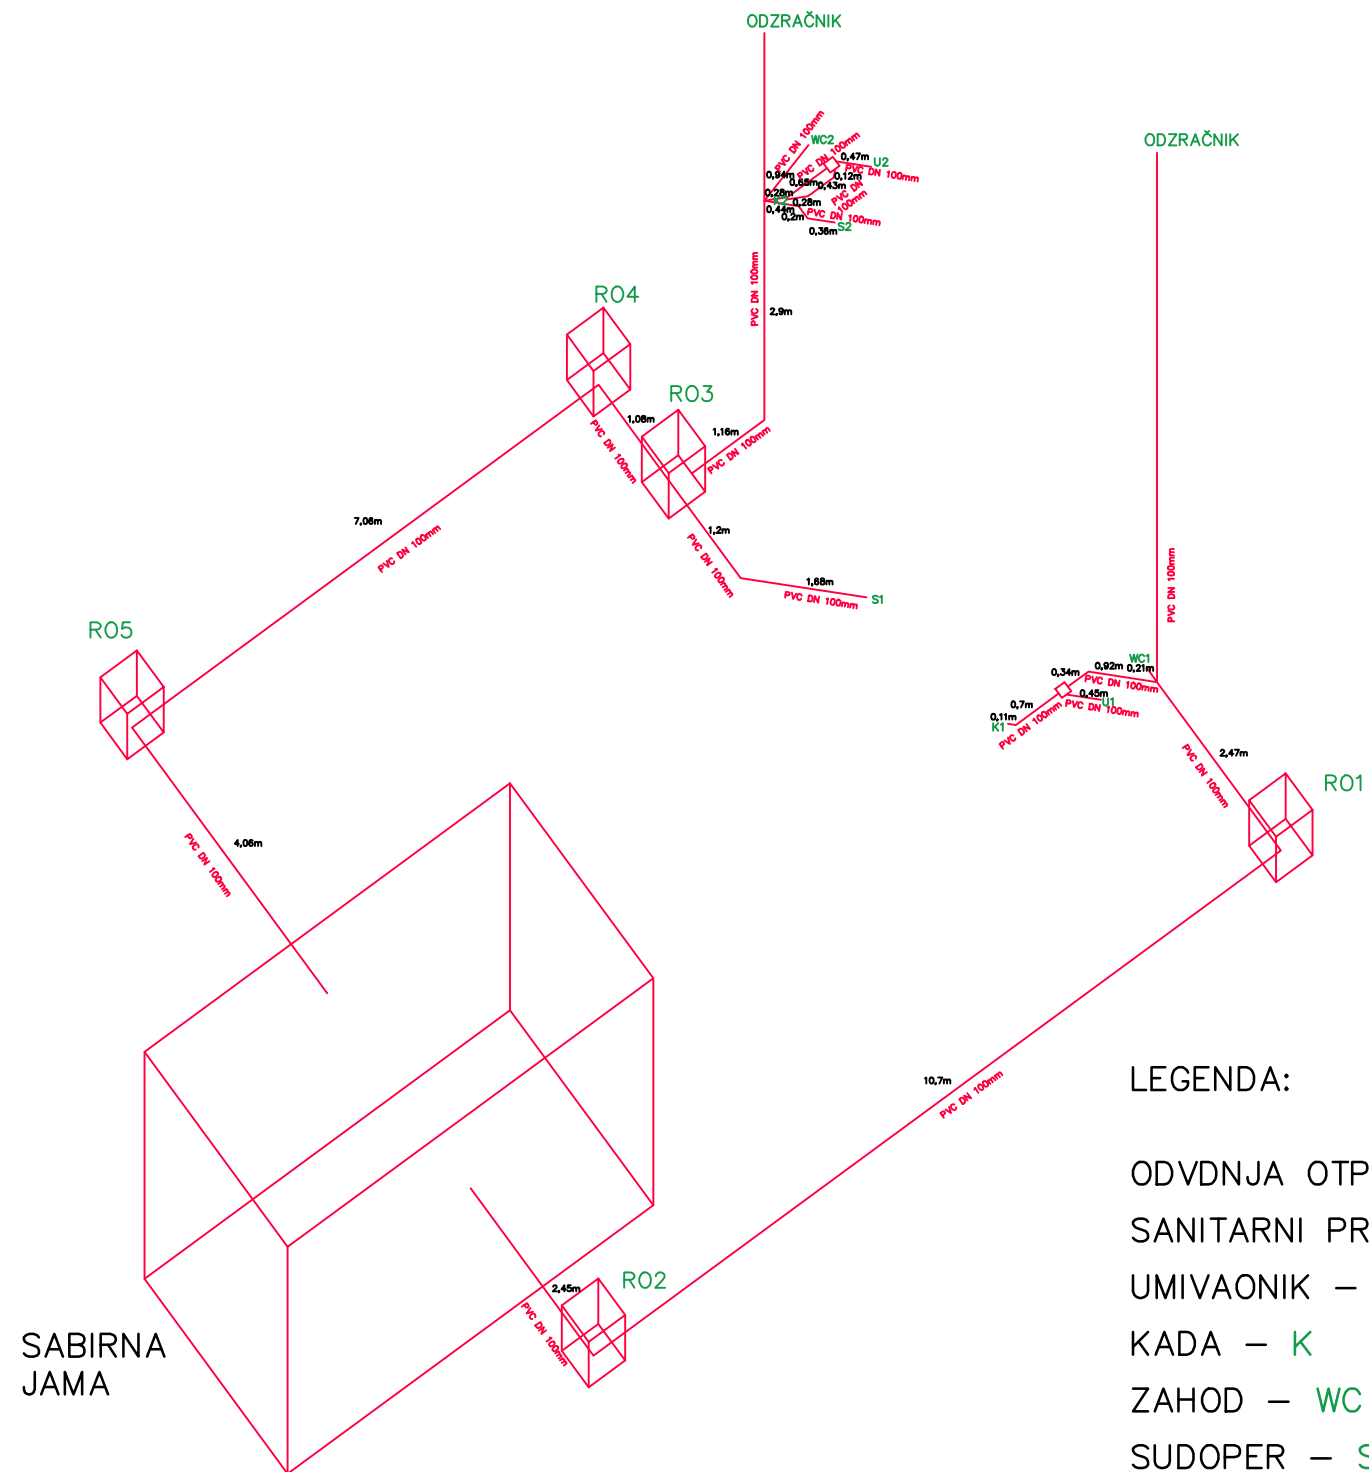 ODZRAČNIK
PVC DN 100mm
WC2
PVC DN 100mm
0,47m
U2
PVC DN 100mm
0,94m
0,65m
0,12m
0,43m
PVC DN
100mm
0,28m
0,28m
0,44m
PVC DN 100mm
0,2m
S2
0,36m
ODZRAČNIK
PVC DN 100mm
2,9m
RO4
RO3
1,08m
1,16m
PVC DN 100mm
PVC DN 100mm
7,06m
PVC DN 100mm
1,2m
PVC DN 100mm
1,68m
PVC DN 100mm
S1
PVC DN 100mm
RO5
WC1
0,34m
0,92m
0,21m
PVC DN 100mm
0,45m
U1
PVC DN 100mm
0,7m
0,11m
K1
PVC DN 100mm
2,47m
PVC DN 100mm
RO1
4,06m
PVC DN 100mm
10,7m
PVC DN 100mm
RO2
2,45m
PVC DN 100mm
SABIRNA
JAMA
LEGENDA:
ODVDNJA OTP
SANITARNI PR
UMIVAONIK –
KADA – K
ZAHOD – WC
SUDOPER – S